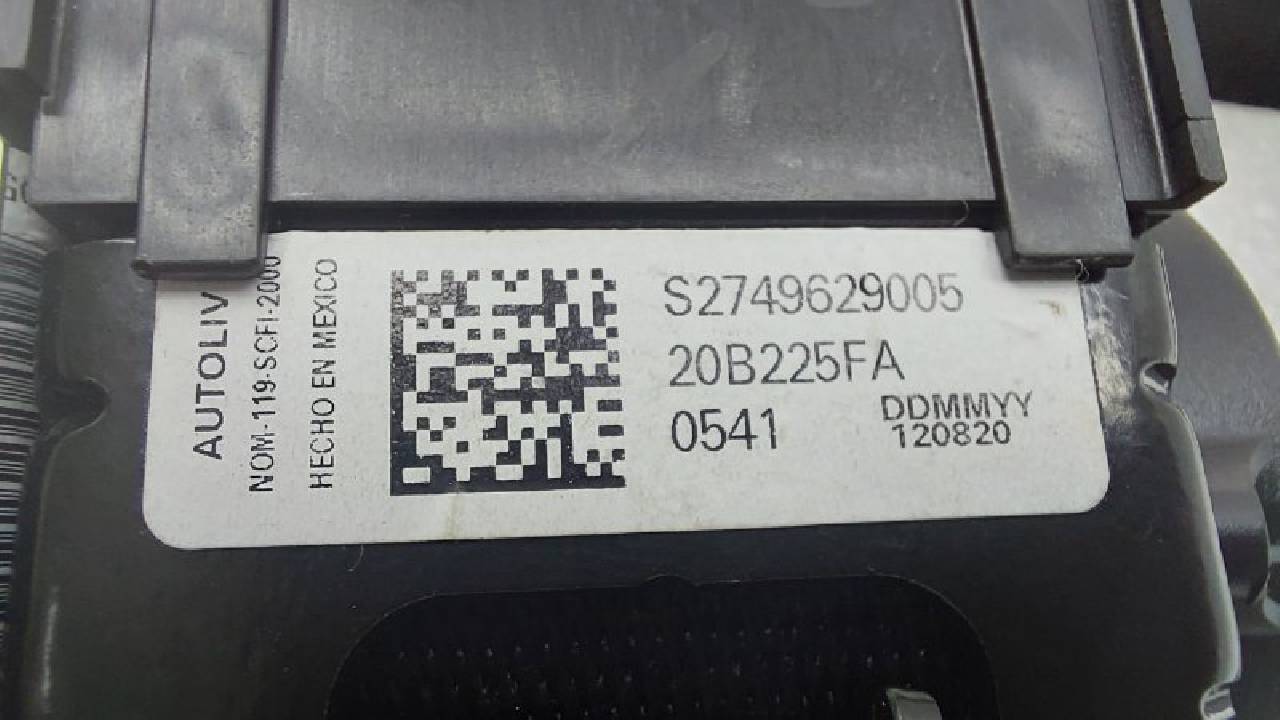 AUTOLIV
NOM-119-SCFI-2000
HECHO EN MEXICO
S2749629005
20B225FA
0541
DDMMYY
120820